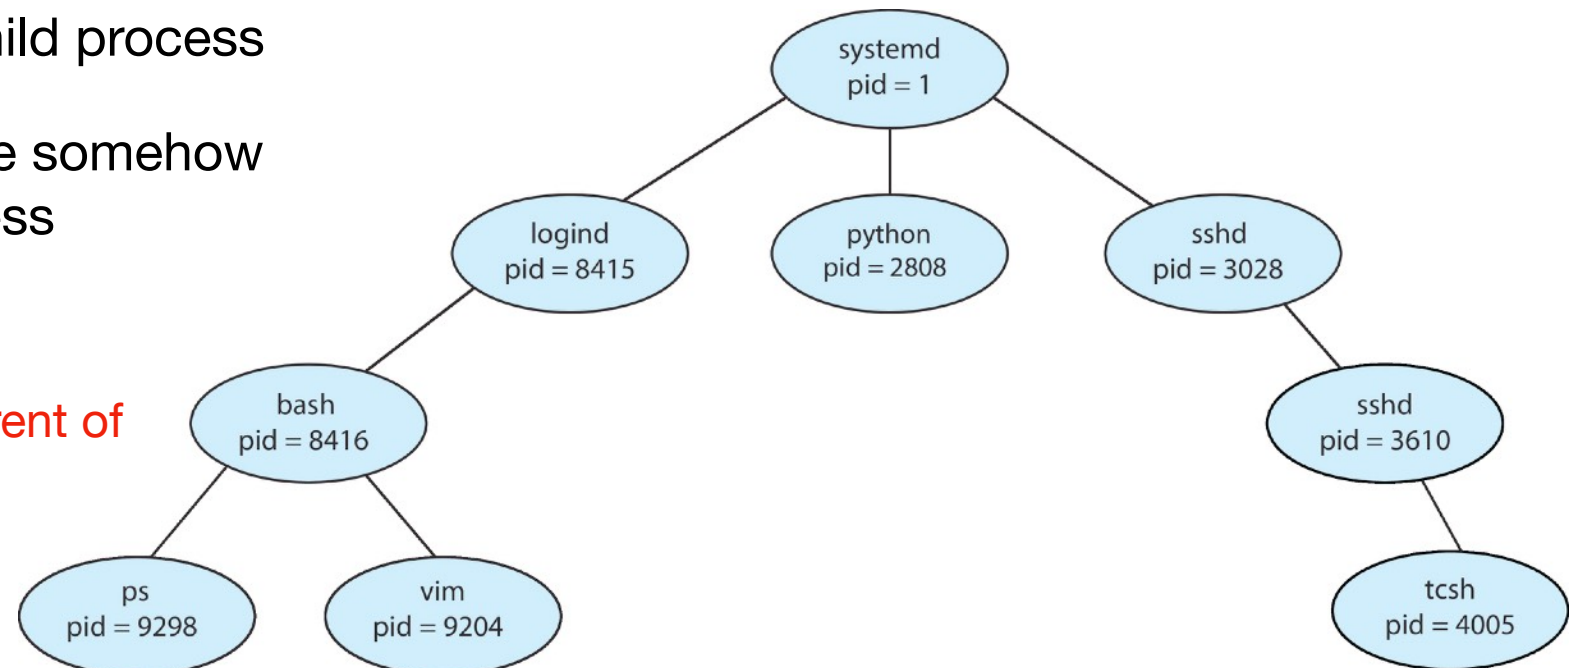 ild process
e somehow
ss
rent of
systemd
pid = 1
logind
pid = 8415
python
pid = 2808
sshd
pid = 3028
bash
pid = 8416
sshd
pid = 3610
ps
pid = 9298
vim
pid = 9204
tcsh
pid = 4005